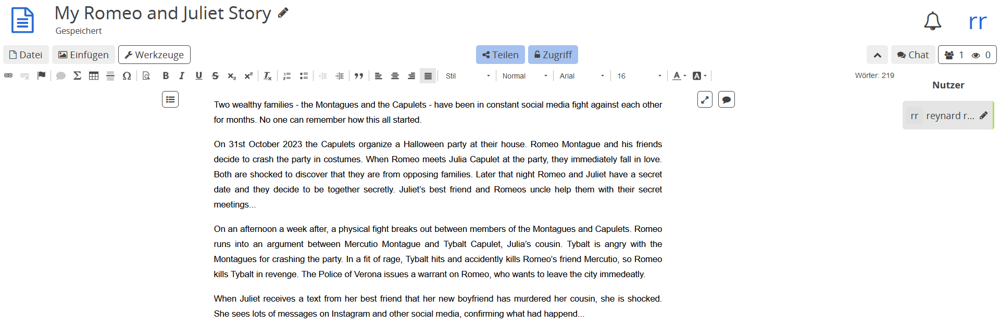 My Romeo and Juliet Story
Gespeichert
rr
Datei Einfügen Werkzeuge Teilen Zugriff Chat 1 0
Stil Normal Arial 16 Wörter: 219
Nutzer
rr reynard r...
Two wealthy families - the Montagues and the Capulets - have been in constant social media fight against each other
for months. No one can remember how this all started.
On 31st October 2023 the Capulets organize a Halloween party at their house. Romeo Montague and his friends
decide to crash the party in costumes. When Romeo meets Julia Capulet at the party, they immediately fall in love.
Both are shocked to discover that they are from opposing families. Later that night Romeo and Juliet have a secret
date and they decide to be together secretly. Juliet’s best friend and Romeos uncle help them with their secret
meetings...
On an afternoon a week after, a physical fight breaks out between members of the Montagues and Capulets. Romeo
runs into an argument between Mercutio Montague and Tybalt Capulet, Julia’s cousin. Tybalt is angry with the
Montagues for crashing the party. In a fit of rage, Tybalt hits and accidently kills Romeo’s friend Mercutio, so Romeo
kills Tybalt in revenge. The Police of Verona issues a warrant on Romeo, who wants to leave the city immedeatly.
When Juliet receives a text from her best friend that her new boyfriend has murdered her cousin, she is shocked.
She sees lots of messages on Instagram and other social media, confirming what had happend...